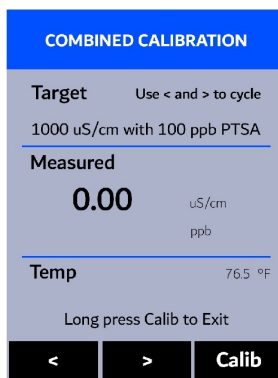 COMBINED CALIBRATION
Target Use < and > to cycle
1000 uS/cm with 100 ppb PTSA
Measured
0.00 uS/cm
ppb
Temp 76.5 °F
Long press Calib to Exit
< > Calib